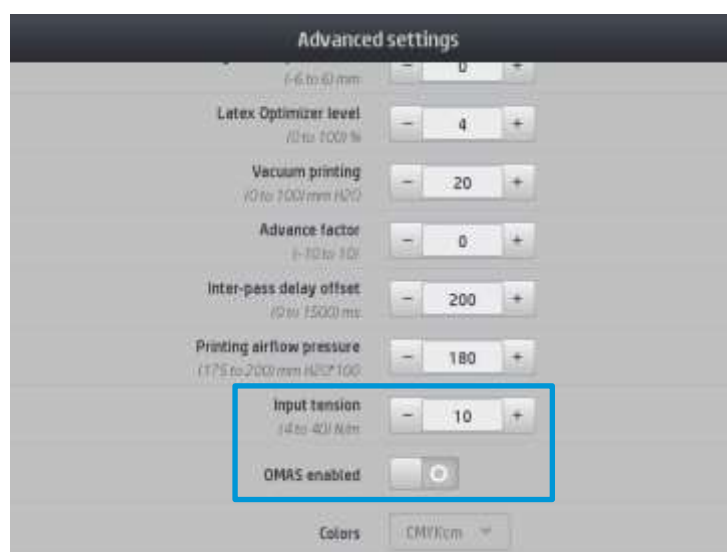 Advanced settings
(-6 to 6) mm
− 0 +
Latex Optimizer level
(0 to 100) %
− 4 +
Vacuum printing
(0 to 100) mm H2O
− 20 +
Advance factor
(-10 to 10)
− 0 +
Inter-pass delay offset
(0 to 1500) ms
− 200 +
Printing airflow pressure
(175 to 200) mm H2O*100
− 180 +
Input tension
(4 to 40) N/m
− 10 +
OMAS enabled
Colors
CMYKcm